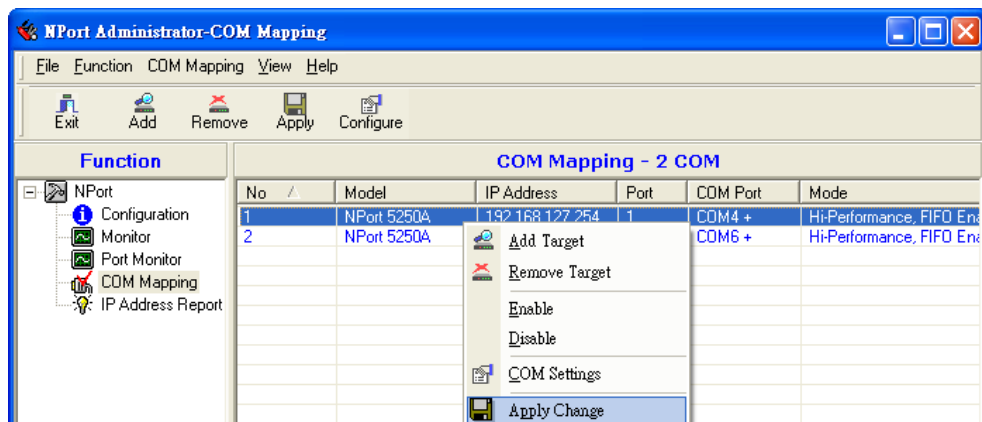 NPort Administrator-COM Mapping
File Function COM Mapping View Help
Exit Add Remove Apply Configure
Function
COM Mapping - 2 COM
NPort
Configuration
Monitor
Port Monitor
COM Mapping
IP Address Report
No Model IP Address Port COM Port Mode
1 NPort 5250A 192.168.127.254 1 COM4 + Hi-Performance, FIFO Ena
2 NPort 5250A COM6 + Hi-Performance, FIFO Ena
Add Target
Remove Target
Enable
Disable
COM Settings
Apply Change